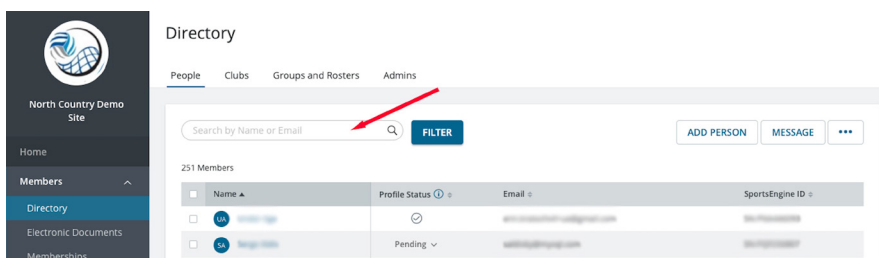 Directory
People Clubs Groups and Rosters Admins
North Country Demo
Site
Search by Name or Email FILTER ADD PERSON MESSAGE •••
Home
251 Members
Members
Name Profile Status Email SportsEngine ID
Directory
UA
Electronic Documents
SA Pending
Memberships